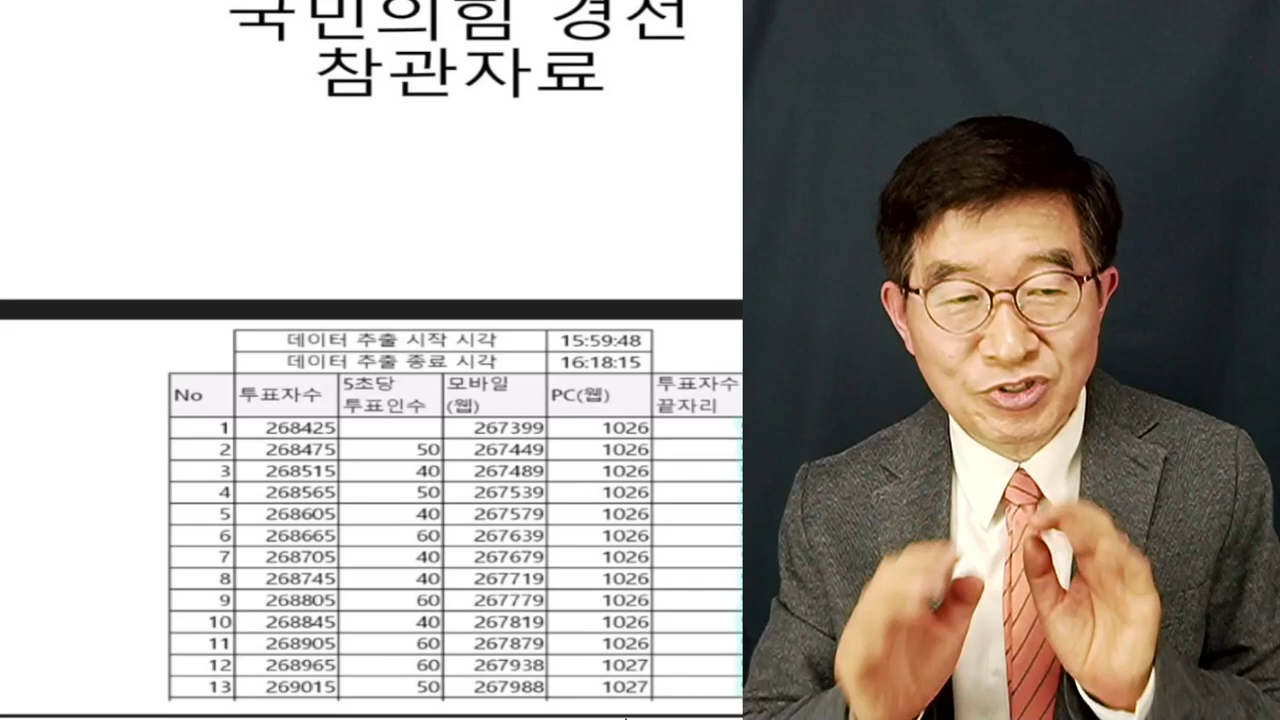 국민의힘 경선
참관자료
데이터 추출 시작 시각 15:59:48
데이터 추출 종료 시각 16:18:15
No 투표자수 5초당 투표인수 모바일 (웹) PC(웹) 투표자수 끝자리
1 268425 267399 1026
2 268475 50 267449 1026
3 268515 40 267489 1026
4 268565 50 267539 1026
5 268605 40 267579 1026
6 268665 60 267639 1026
7 268705 40 267679 1026
8 268745 40 267719 1026
9 268805 60 267779 1026
10 268845 40 267819 1026
11 268905 60 267879 1026
12 268965 60 267938 1027
13 269015 50 267988 1027